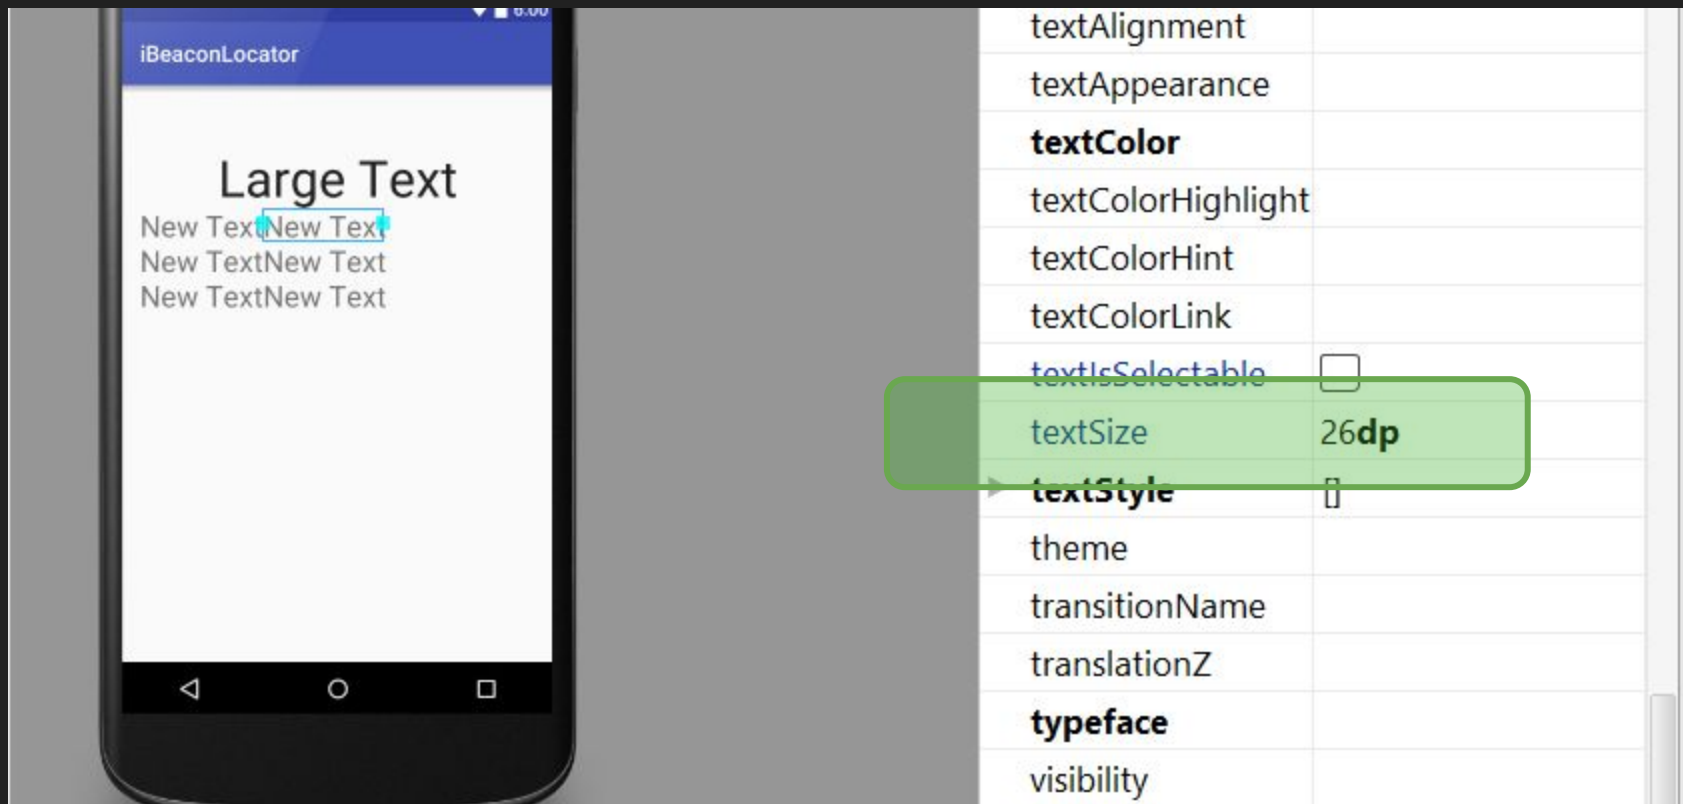 6:00
iBeaconLocator
Large Text
New TextNew Text
New TextNew Text
New TextNew Text
textAlignment
textAppearance
textColor
textColorHighlight
textColorHint
textColorLink
textIsSelectable
textSize 26dp
textStyle []
theme
transitionName
translationZ
typeface
visibility